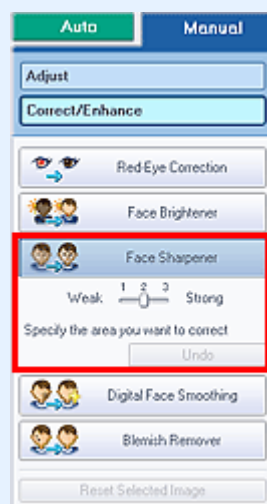 Auto Manual
Adjust
Correct/Enhance
Red-Eye Correction
Face Brightener
Face Sharpener
1 2 3
Weak Strong
Specify the area you want to correct
Undo
Digital Face Smoothing
Blemish Remover
Reset Selected Image